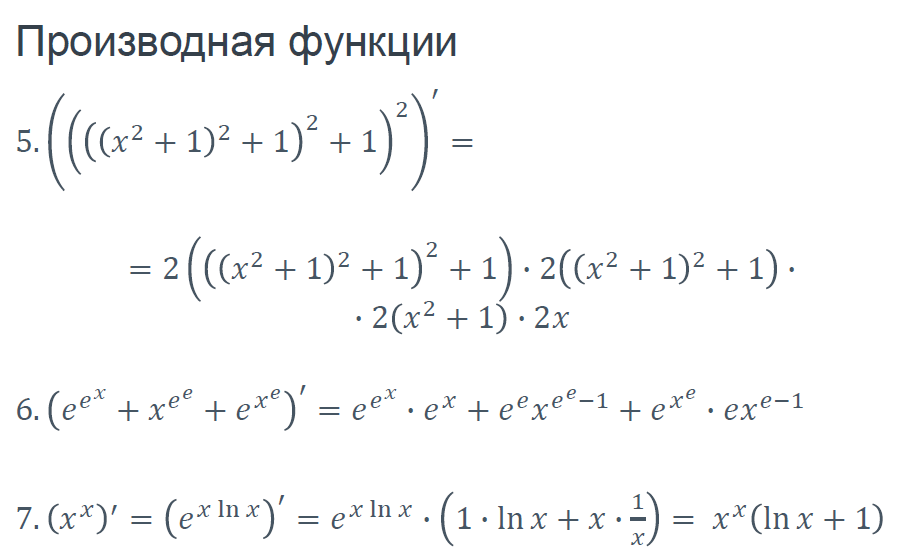 Производная функции
5. ((((x² + 1)² + 1)² + 1)²)′ =
= 2(((x² + 1)² + 1)² + 1) · 2((x² + 1)² + 1) ·
· 2(x² + 1) · 2x
6. (e^(e^x) + x^(e^e) + e^(x^e))′ = e^(e^x) · e^x + e^e x^(e^e−1) + e^(x^e) · ex^(e−1)
7. (x^x)′ = (e^(x ln x))′ = e^(x ln x) · (1 · ln x + x · 1/x) = x^x(ln x + 1)